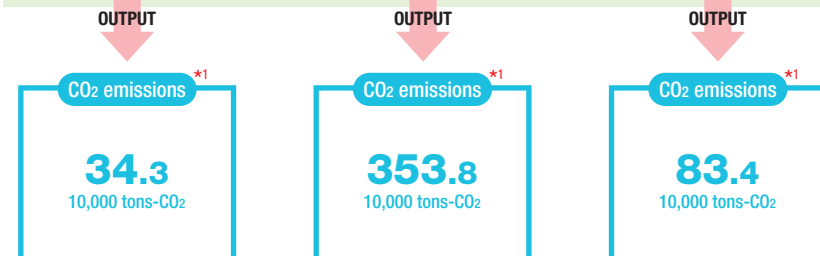 OUTPUT OUTPUT OUTPUT
CO2 emissions *1 CO2 emissions *1 CO2 emissions *1
34.3 353.8 83.4
10,000 tons-CO2 10,000 tons-CO2 10,000 tons-CO2